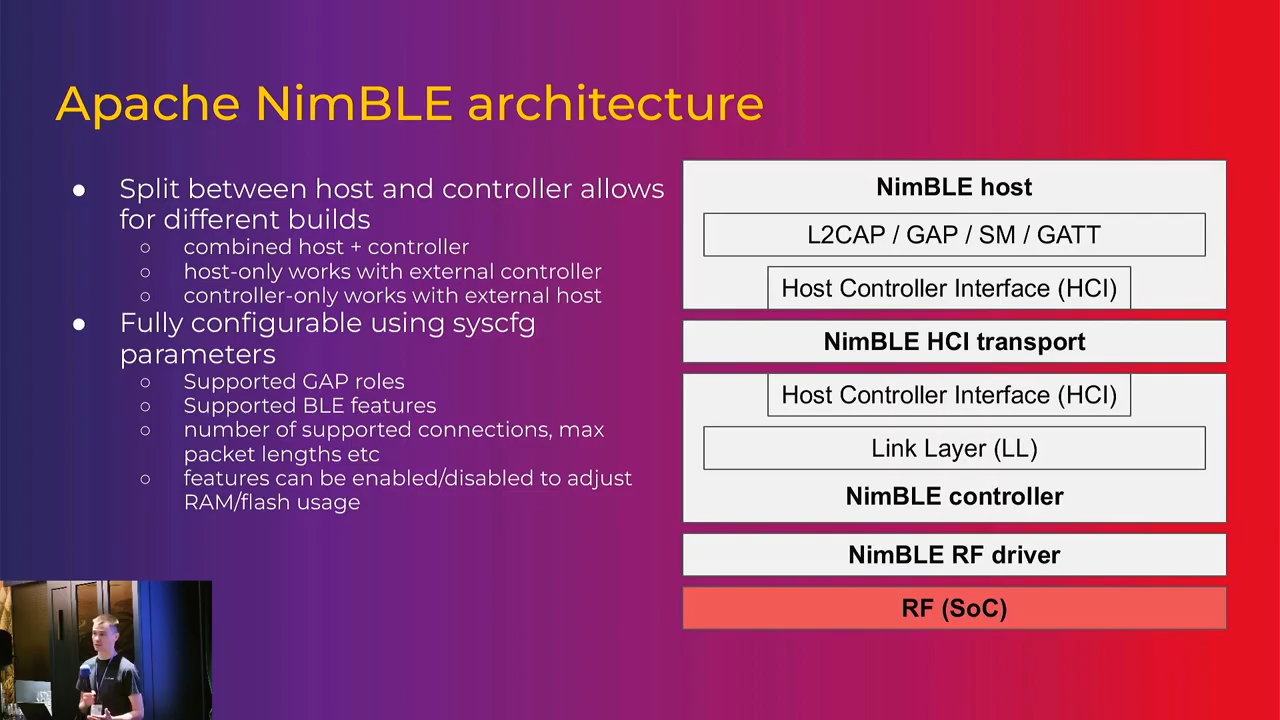 Apache NimBLE architecture
● Split between host and controller allows
for different builds
○ combined host + controller
○ host-only works with external controller
○ controller-only works with external host
● Fully configurable using syscfg
parameters
○ Supported GAP roles
○ Supported BLE features
○ number of supported connections, max
packet lengths etc
○ features can be enabled/disabled to adjust
RAM/flash usage
NimBLE host
L2CAP / GAP / SM / GATT
Host Controller Interface (HCI)
NimBLE HCI transport
Host Controller Interface (HCI)
Link Layer (LL)
NimBLE controller
NimBLE RF driver
RF (SoC)